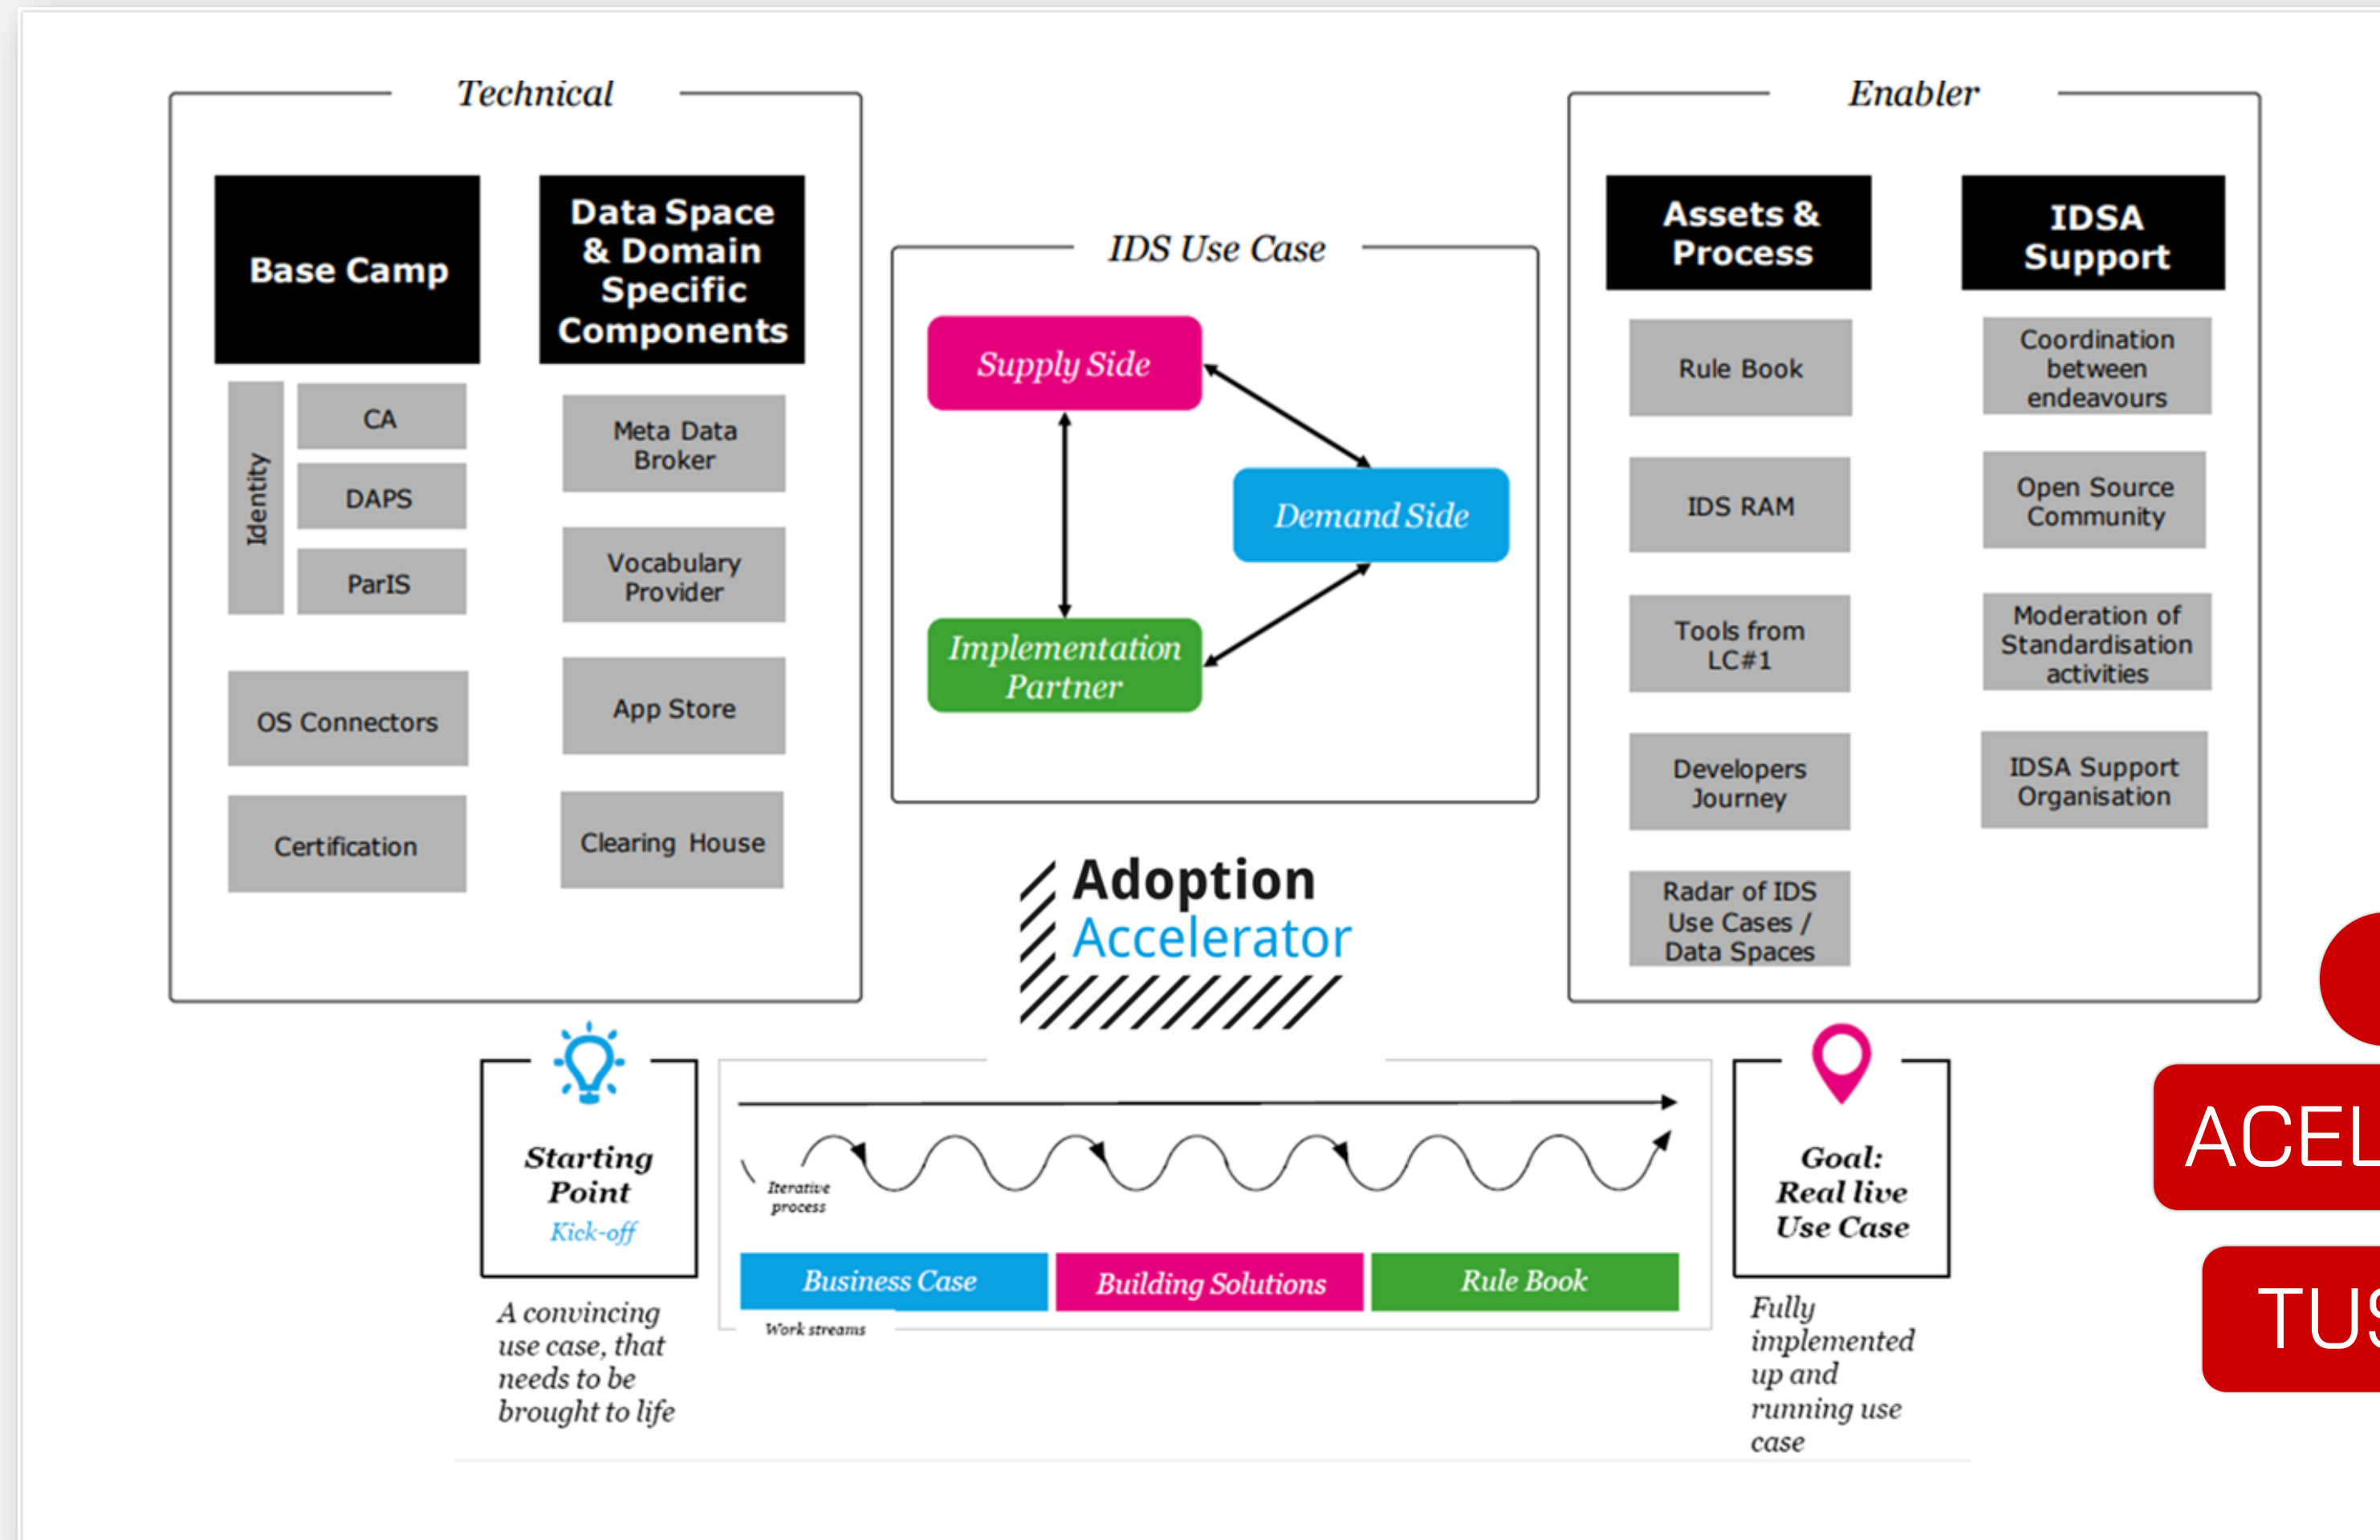 Technical
Base Camp
Data Space
& Domain
Specific
Components
Identity
CA
DAPS
ParIS
OS Connectors
Certification
Meta Data
Broker
Vocabulary
Provider
App Store
Clearing House
IDS Use Case
Supply Side
Demand Side
Implementation
Partner
Enabler
Assets &
Process
IDSA
Support
Rule Book
IDS RAM
Tools from
LC#1
Developers
Journey
Radar of IDS
Use Cases /
Data Spaces
Coordination
between
endeavours
Open Source
Community
Moderation of
Standardisation
activities
IDSA Support
Organisation
Adoption
Accelerator
Starting
Point
Kick-off
A convincing
use case, that
needs to be
brought to life
Iterative
process
Business Case
Building Solutions
Rule Book
Work streams
Goal:
Real live
Use Case
Fully
implemented
up and
running use
case